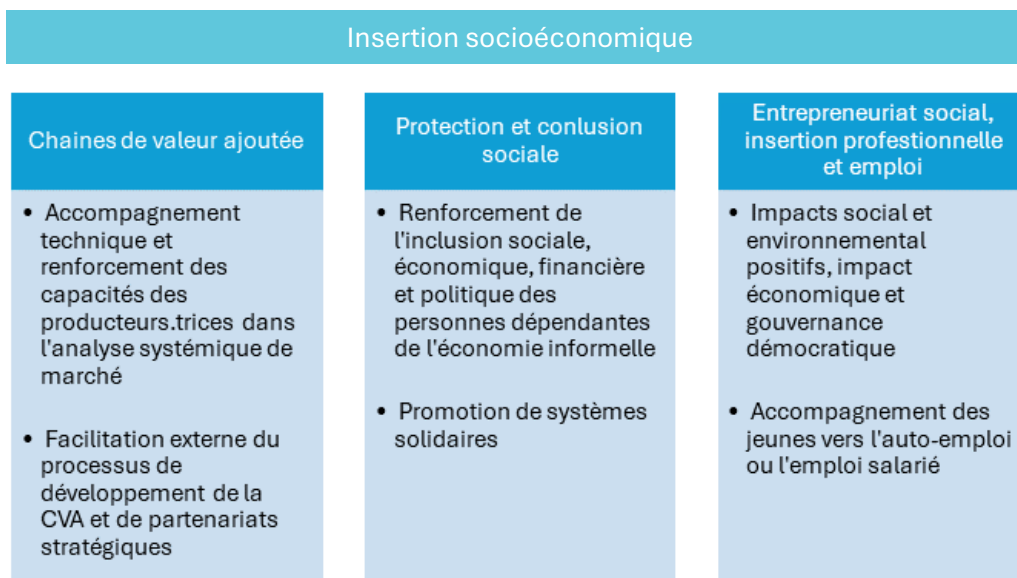 Insertion socioéconomique
Chaines de valeur ajoutée
• Accompagnement
technique et
renforcement des
capacités des
producteurs.trices dans
l'analyse systémique de
marché
• Facilitation externe du
processus de
développement de la
CVA et de partenariats
stratégiques
Protection et conlusion
sociale
• Renforcement de
l'inclusion sociale,
économique, financière
et politique des
personnes dépendantes
de l'économie informelle
• Promotion de systèmes
solidaires
Entrepreneuriat social,
insertion profestionnelle
et emploi
• Impacts social et
environnemental
positifs, impact
économique et
gouvernance
démocratique
• Accompagnement des
jeunes vers l'auto-emploi
ou l'emploi salarié